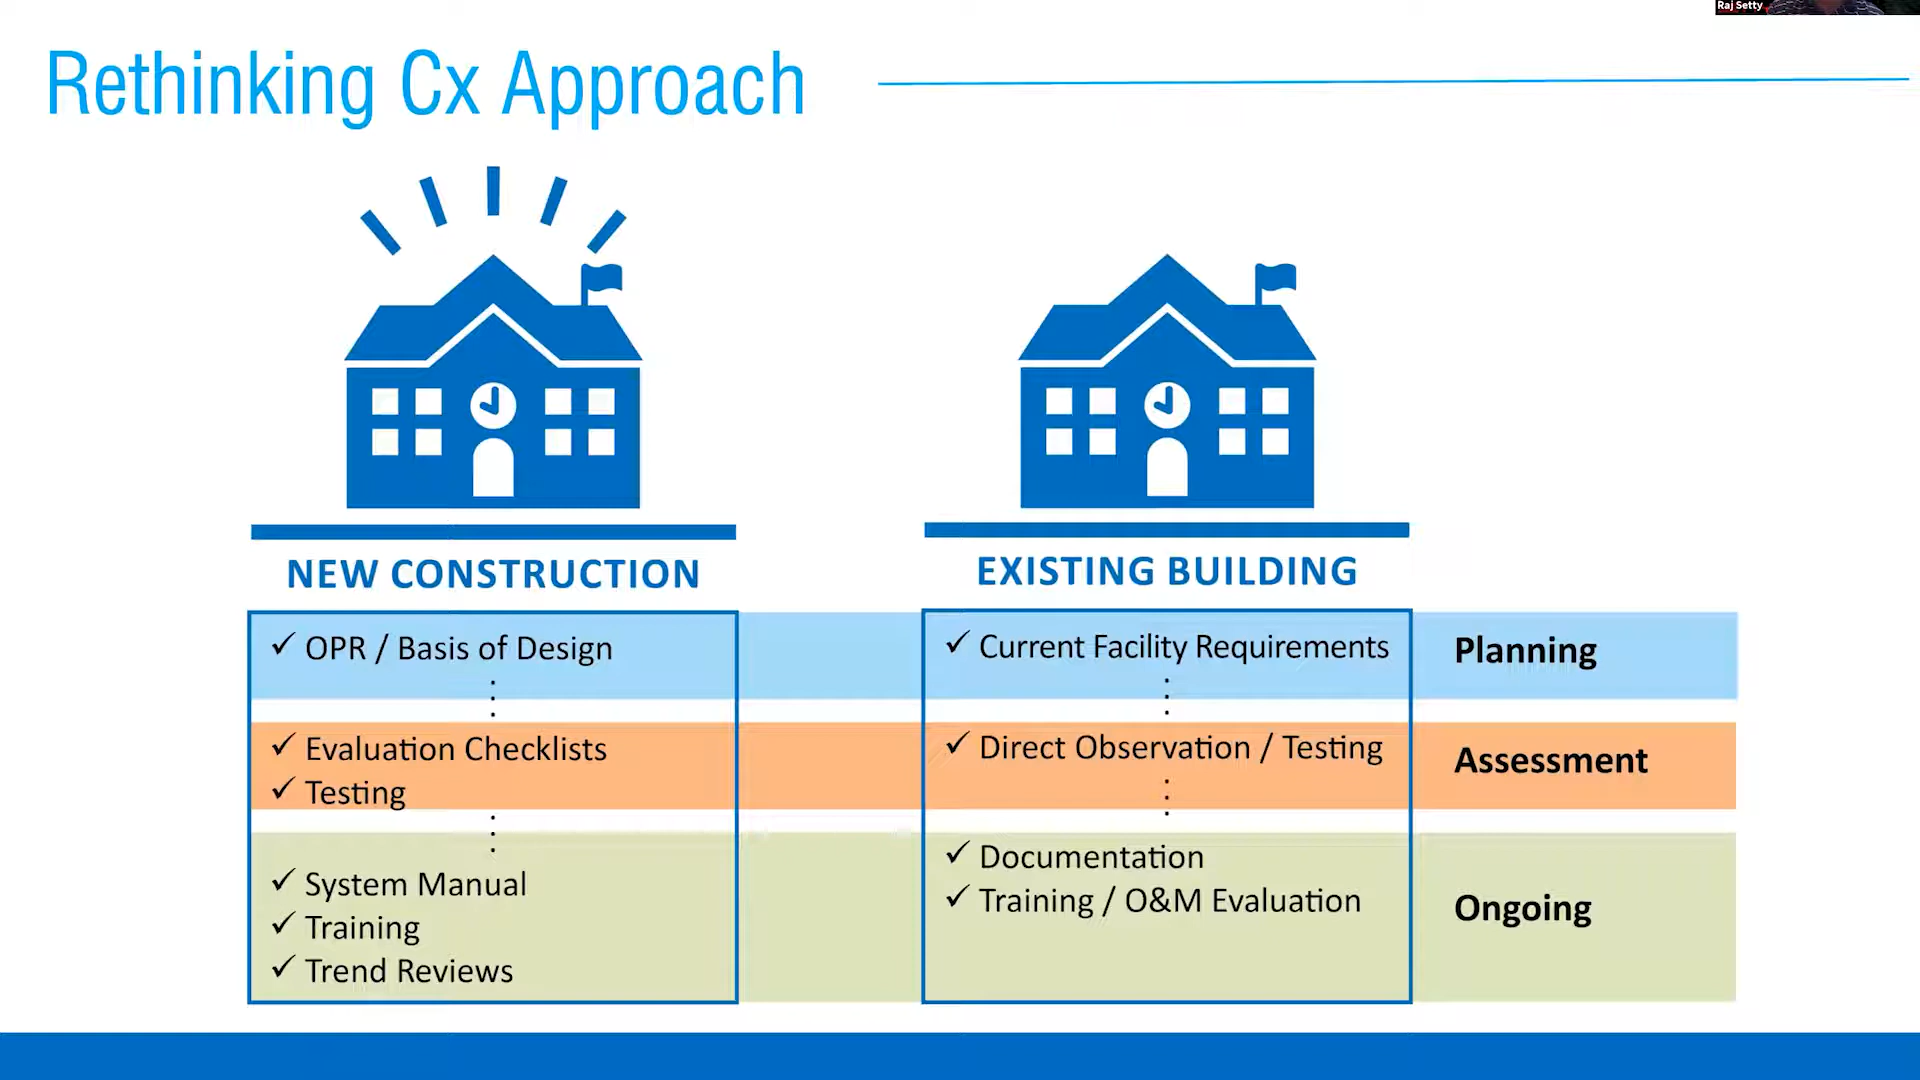 Raj Setty
Rethinking Cx Approach
NEW CONSTRUCTION
✓ OPR / Basis of Design
✓ Evaluation Checklists
✓ Testing
✓ System Manual
✓ Training
✓ Trend Reviews
EXISTING BUILDING
✓ Current Facility Requirements
✓ Direct Observation / Testing
✓ Documentation
✓ Training / O&M Evaluation
Planning
Assessment
Ongoing